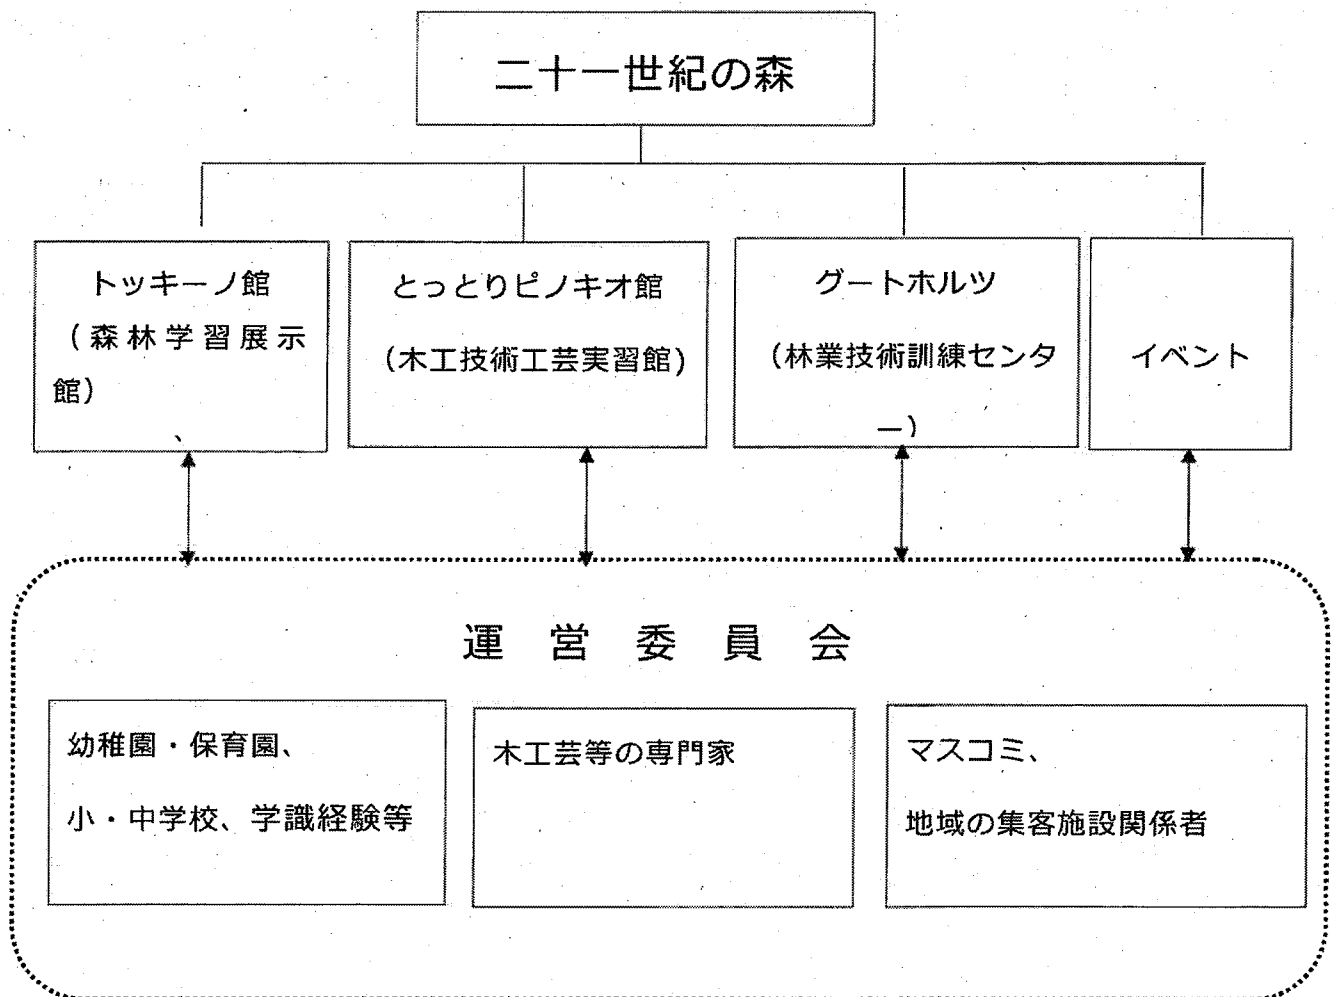 二十一世紀の森
トッキーノ館
(森林学習展示
館)
とっとりピノキオ館
(木工技術工芸実習館)
グートホルツ
(林業技術訓練センタ
ー)
イベント
運営委員会
幼稚園・保育園、
小・中学校、学識経験等
木工芸等の専門家
マスコミ、
地域の集客施設関係者